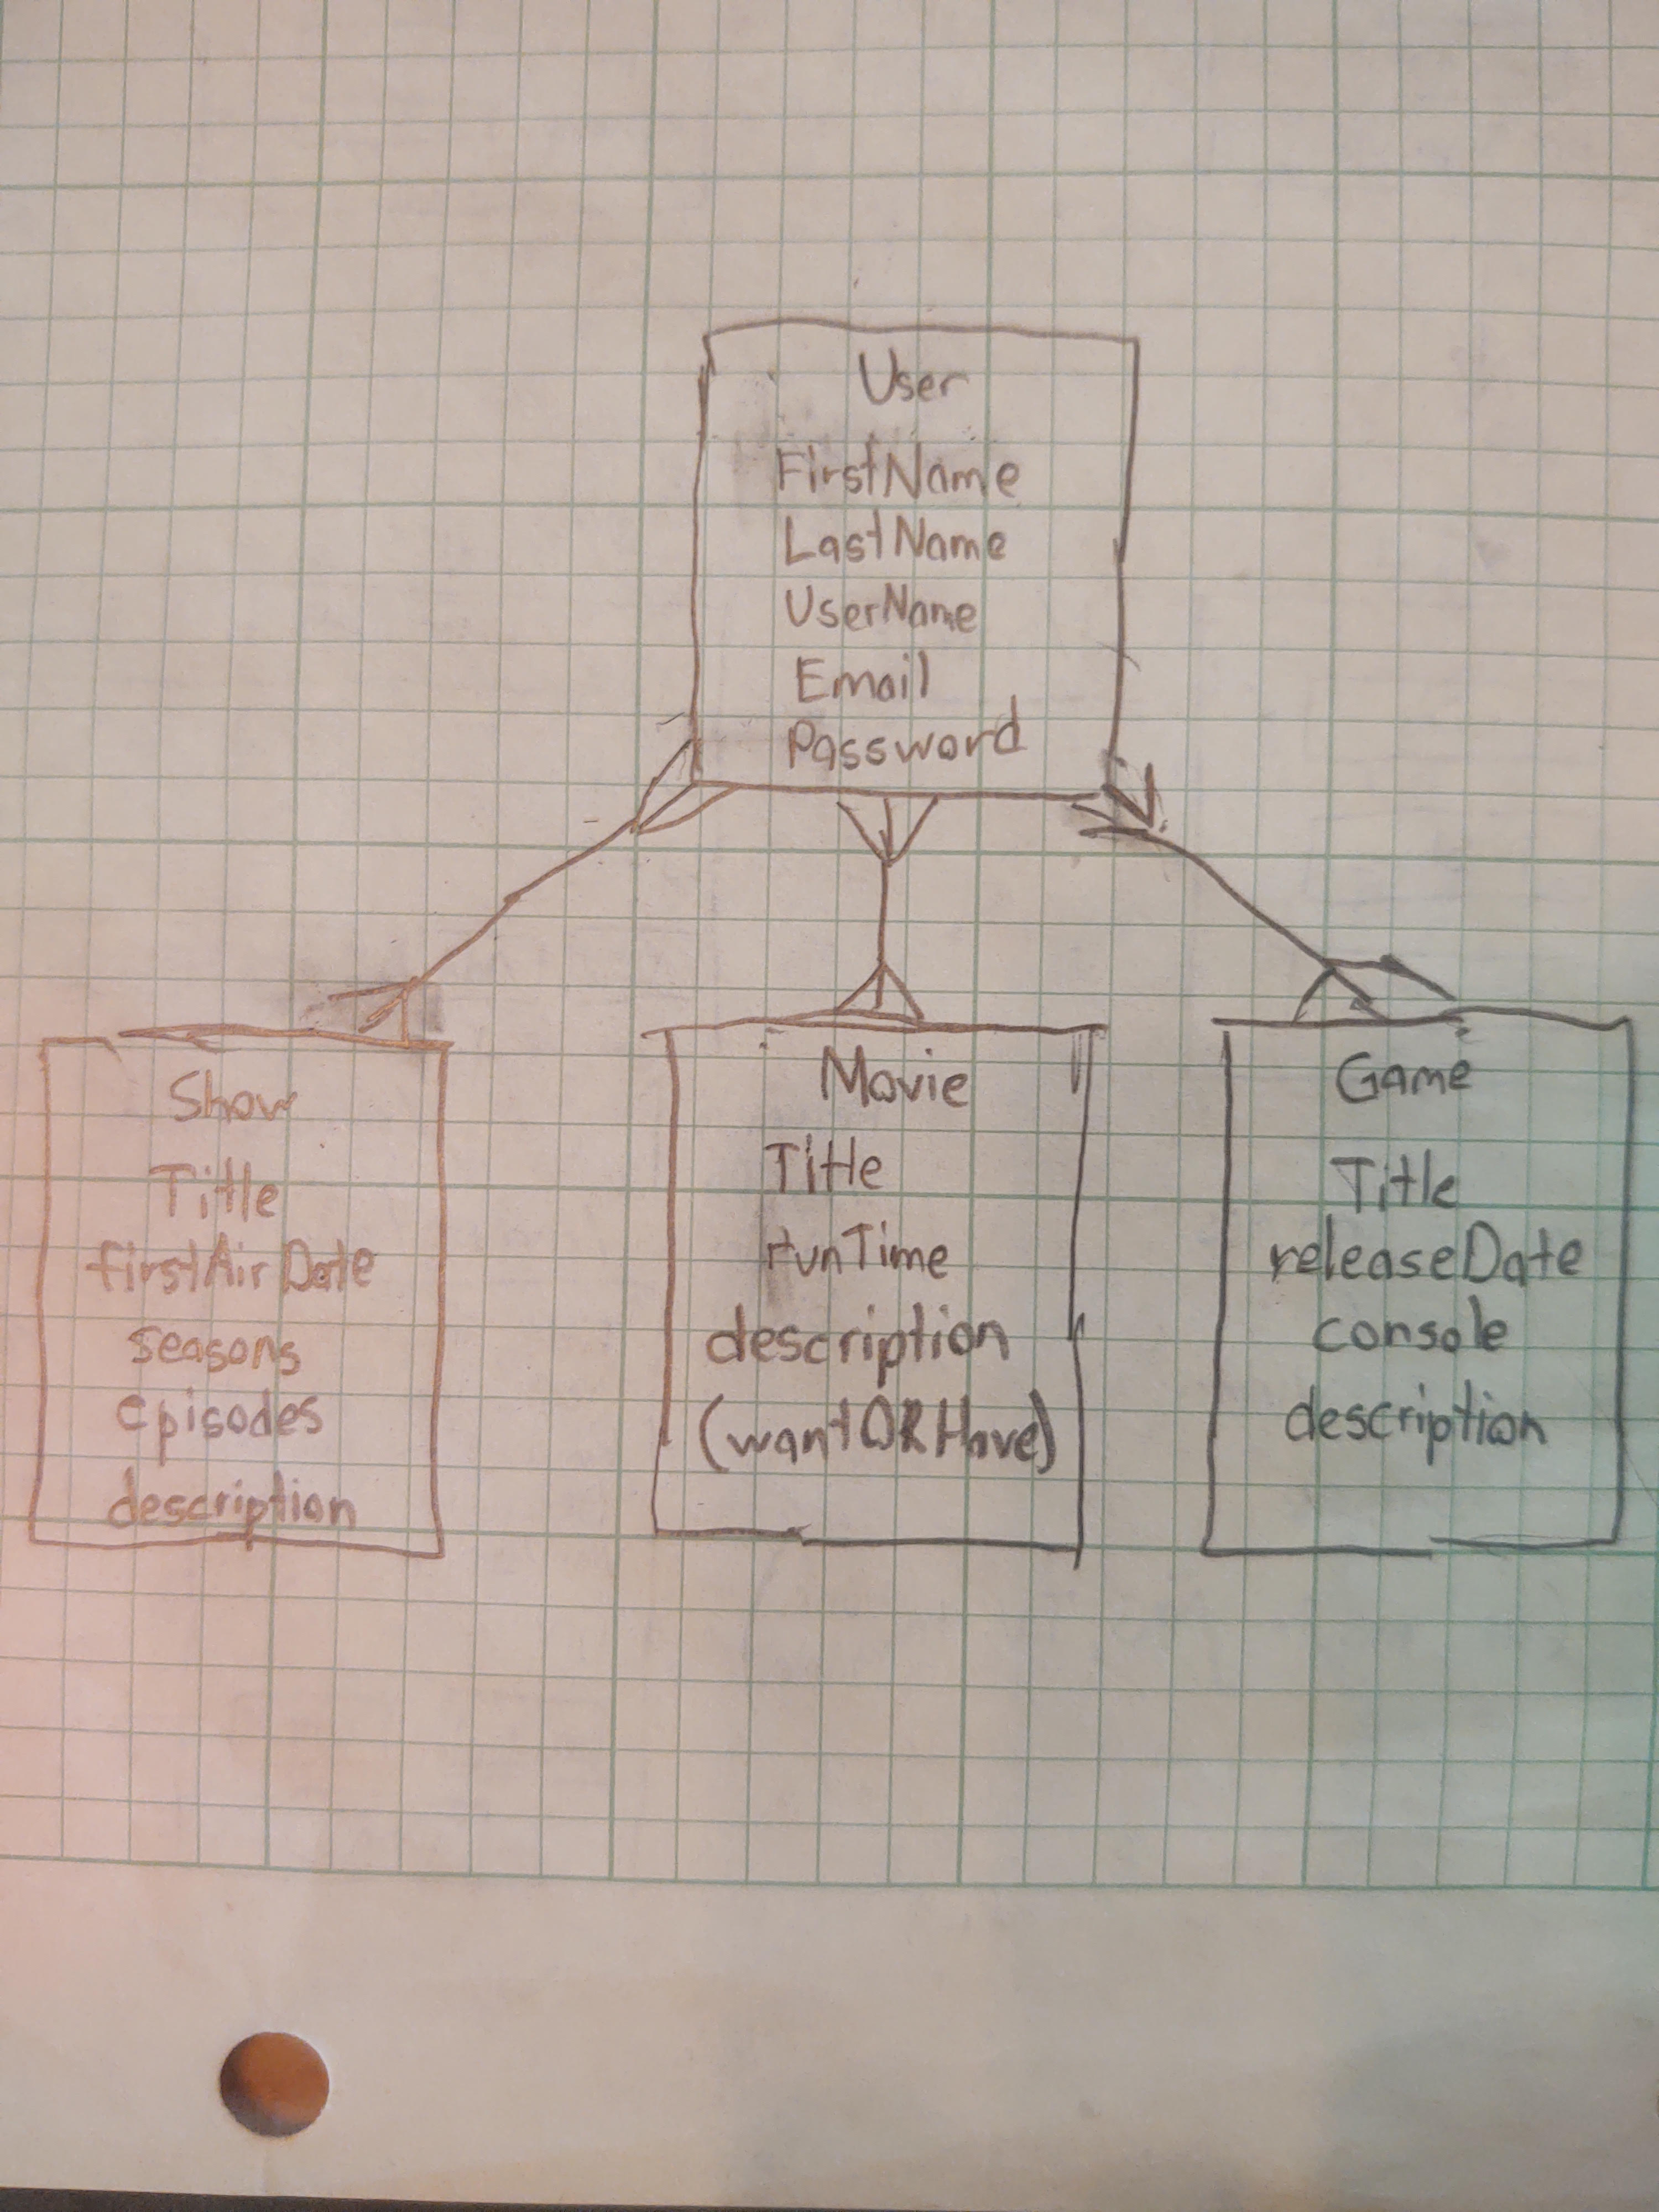 User
FirstName
LastName
UserName
Email
Password
Show
Title
firstAirDate
seasons
episodes
description
Movie
Title
runTime
description
(wantORHave)
Game
Title
releaseDate
console
description